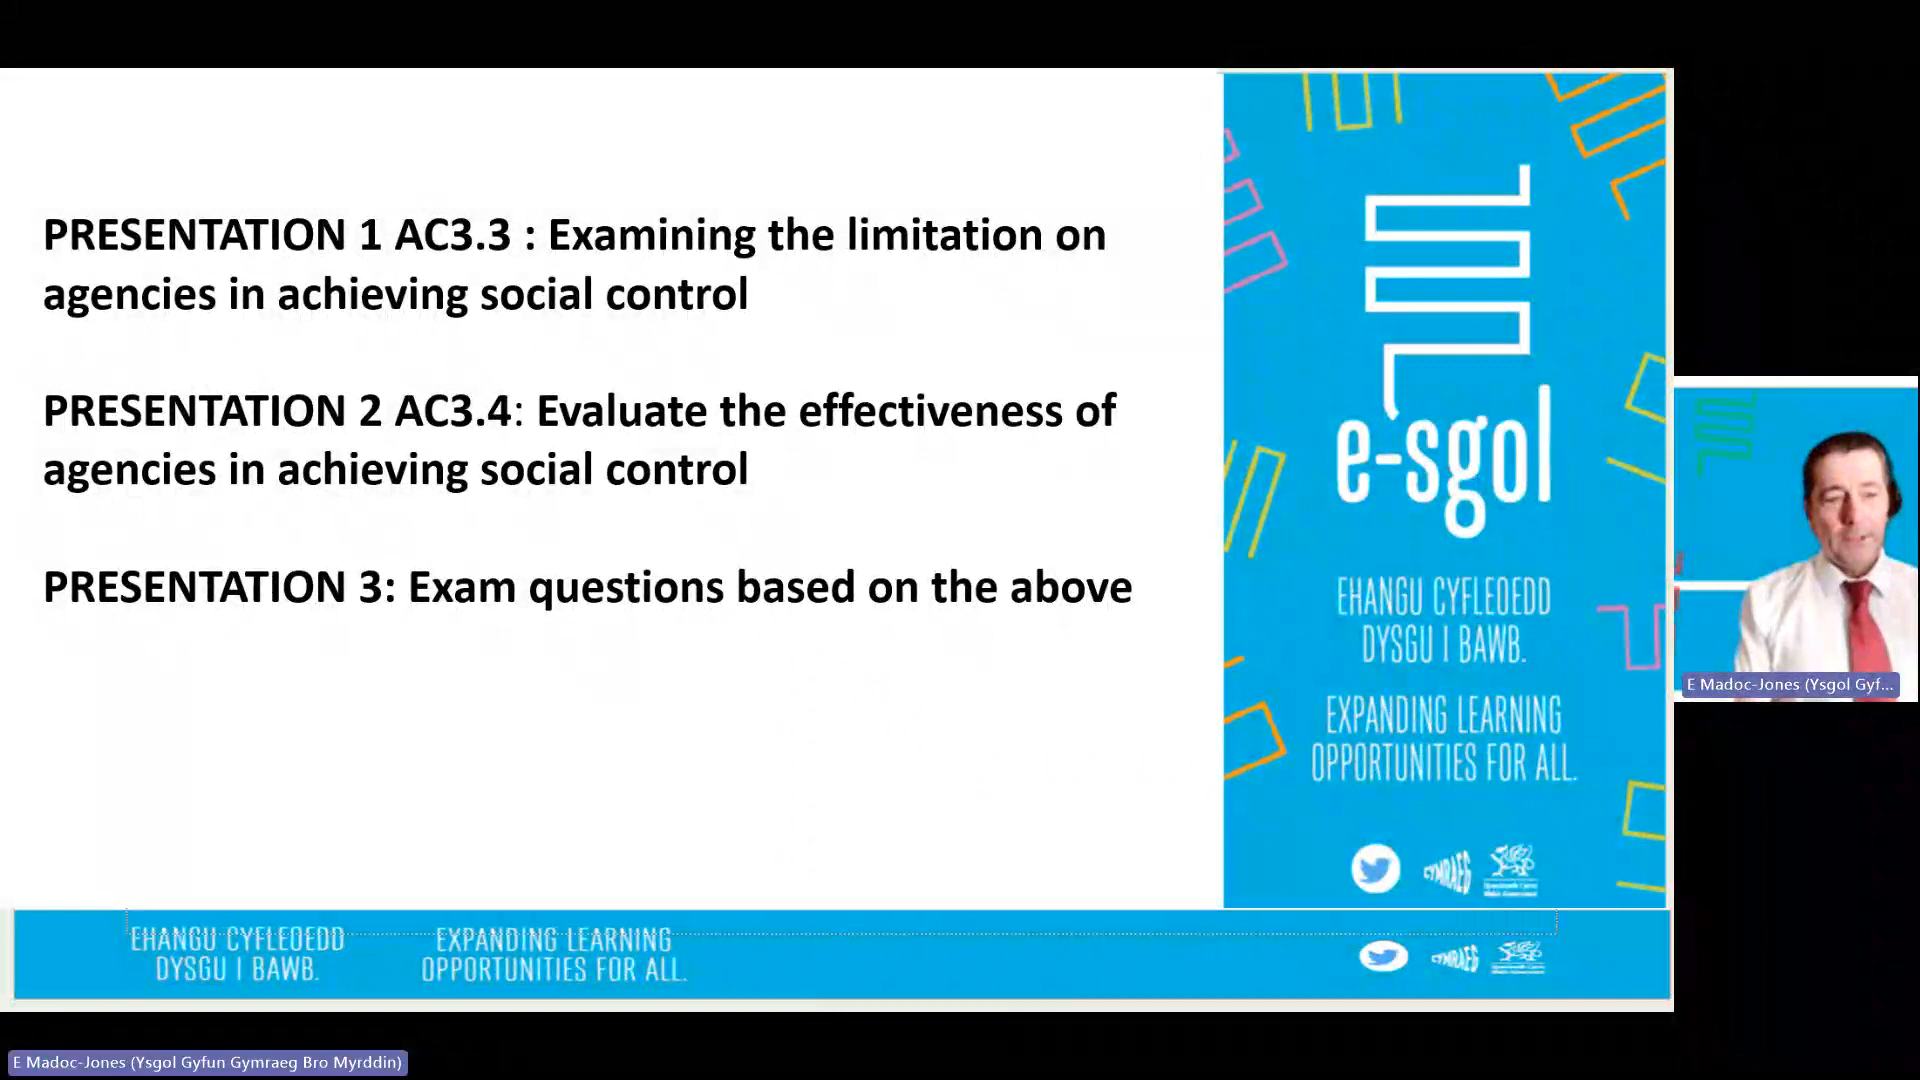 PRESENTATION 1 AC3.3 : Examining the limitation on
agencies in achieving social control
PRESENTATION 2 AC3.4: Evaluate the effectiveness of
agencies in achieving social control
PRESENTATION 3: Exam questions based on the above
e-sgol
EHANGU CYFLEOEDD
DYSGU I BAWB.
EXPANDING LEARNING
OPPORTUNITIES FOR ALL.
CYMRAEG
E Madoc-Jones (Ysgol Gyf...
EHANGU CYFLEOEDD
DYSGU I BAWB.
EXPANDING LEARNING
OPPORTUNITIES FOR ALL.
CYMRAEG
E Madoc-Jones (Ysgol Gyfun Gymraeg Bro Myrddin)